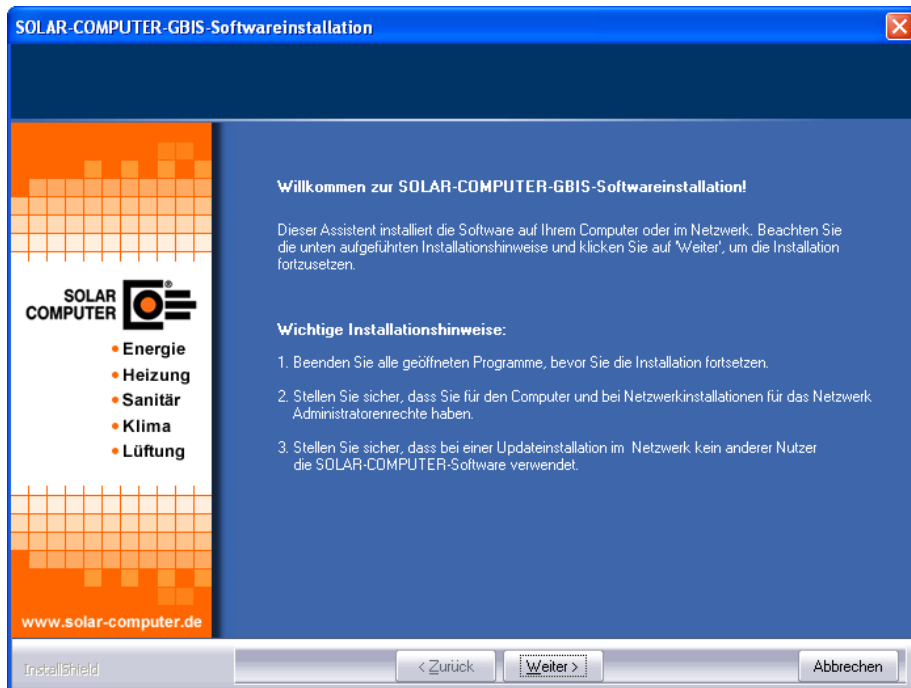 SOLAR-COMPUTER-GBIS-Softwareinstallation
Willkommen zur SOLAR-COMPUTER-GBIS-Softwareinstallation!
Dieser Assistent installiert die Software auf Ihrem Computer oder im Netzwerk. Beachten Sie
die unten aufgeführten Installationshinweise und klicken Sie auf 'Weiter', um die Installation
fortzusetzen.
SOLAR
COMPUTER
®
• Energie
• Heizung
• Sanitär
• Klima
• Lüftung
Wichtige Installationshinweise:
1. Beenden Sie alle geöffneten Programme, bevor Sie die Installation fortsetzen.
2. Stellen Sie sicher, dass Sie für den Computer und bei Netzwerkinstallationen für das Netzwerk
Administratorenrechte haben.
3. Stellen Sie sicher, dass bei einer Updateinstallation im Netzwerk kein anderer Nutzer
die SOLAR-COMPUTER-Software verwendet.
www.solar-computer.de
InstallShield
< Zurück
Weiter >
Abbrechen